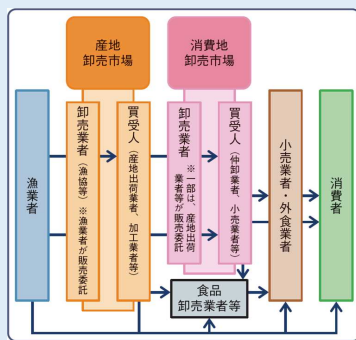 産地
卸売市場
消費地
卸売市場
漁業者
卸売業者
（漁協等）※漁業者が販売委託
買受人
（産地出荷業者、加工業者等）
卸売業者
※一部は、産地出荷
業者等が販売委託
買受人
（仲卸業者、小売業者等）
小売業者・外食業者
消費者
食品
卸売業者等